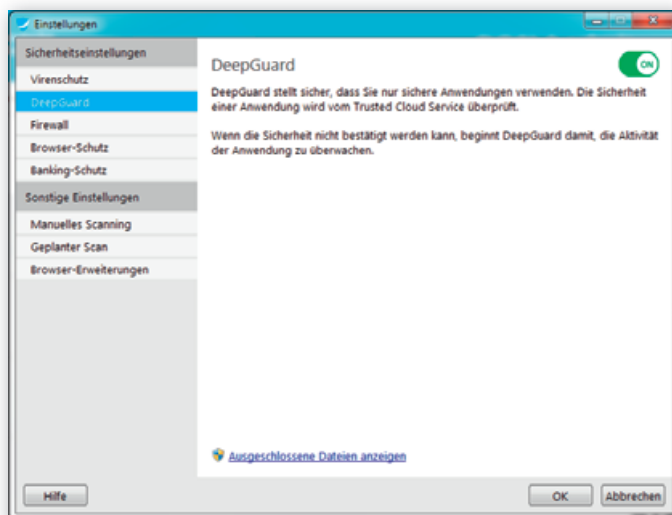 Einstellungen
Sicherheitseinstellungen
Virenschutz
DeepGuard
Firewall
Browser-Schutz
Banking-Schutz
Sonstige Einstellungen
Manuelles Scanning
Geplanter Scan
Browser-Erweiterungen
DeepGuard
ON
DeepGuard stellt sicher, dass Sie nur sichere Anwendungen verwenden. Die Sicherheit
einer Anwendung wird vom Trusted Cloud Service überprüft.
Wenn die Sicherheit nicht bestätigt werden kann, beginnt DeepGuard damit, die Aktivität
der Anwendung zu überwachen.
Ausgeschlossene Dateien anzeigen
Hilfe
OK
Abbrechen